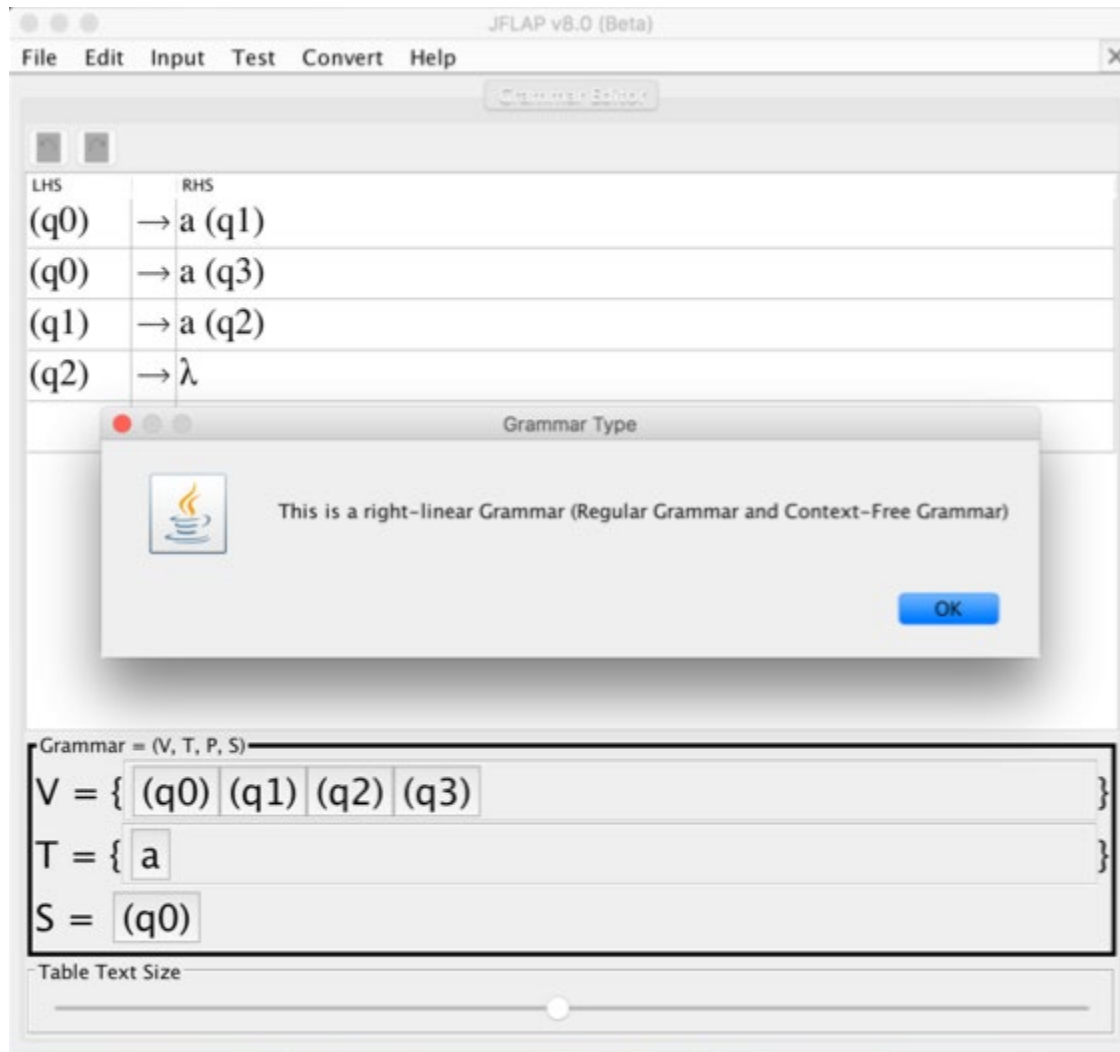 JFLAP v8.0 (Beta)
File Edit Input Test Convert Help
Grammar Editor
LHS RHS
(q0) → a (q1)
(q0) → a (q3)
(q1) → a (q2)
(q2) → λ
Grammar Type
This is a right-linear Grammar (Regular Grammar and Context-Free Grammar)
OK
Grammar = (V, T, P, S)
V = { (q0) (q1) (q2) (q3) }
T = { a }
S = (q0)
Table Text Size